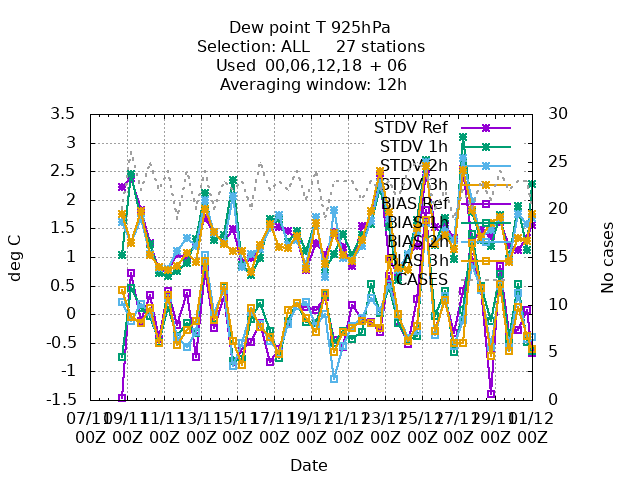 Dew point T 925hPa
Selection: ALL 27 stations
Used 00,06,12,18 + 06
Averaging window: 12h
3.5
3
2.5
2
1.5
1
0.5
0
-0.5
-1
-1.5
deg C
30
25
20
15
10
5
0
No cases
STDV Ref
STDV 1h
STDV 2h
STDV 3h
BIAS Ref
BIAS 1h
BIAS 2h
BIAS 3h
CASES
07/11 09/11 11/11 13/11 15/11 17/11 19/11 21/11 23/11 25/11 27/11 29/11 01/12
00Z 00Z 00Z 00Z 00Z 00Z 00Z 00Z 00Z 00Z 00Z 00Z 00Z
Date